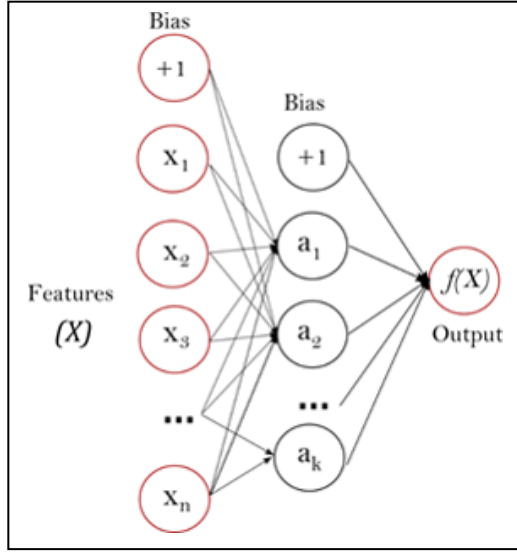 Bias
+1
x₁
x₂
x₃
...
xₙ
Features
(X)
Bias
+1
a₁
a₂
...
aₖ
f(X)
Output